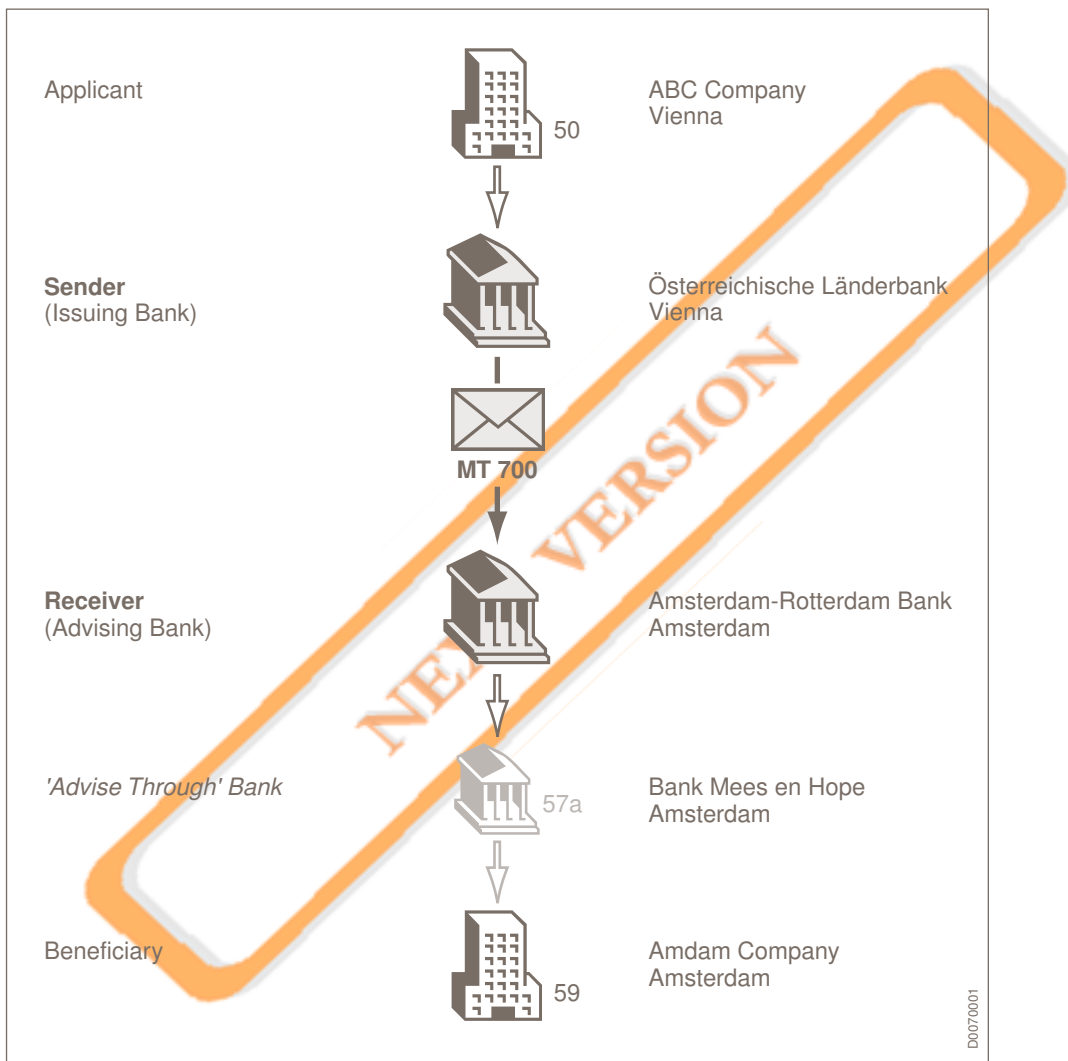 Applicant
50
ABC Company
Vienna
Sender
(Issuing Bank)
Österreichische Länderbank
Vienna
MT 700
Receiver
(Advising Bank)
Amsterdam-Rotterdam Bank
Amsterdam
'Advise Through' Bank
57a
Bank Mees en Hope
Amsterdam
Beneficiary
59
Amdam Company
Amsterdam
D0070001
VERSION